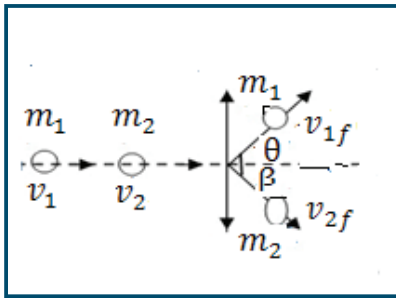 m₁
m₁ m₂ v₁f
θ
β
v₁ v₂ v₂f
m₂